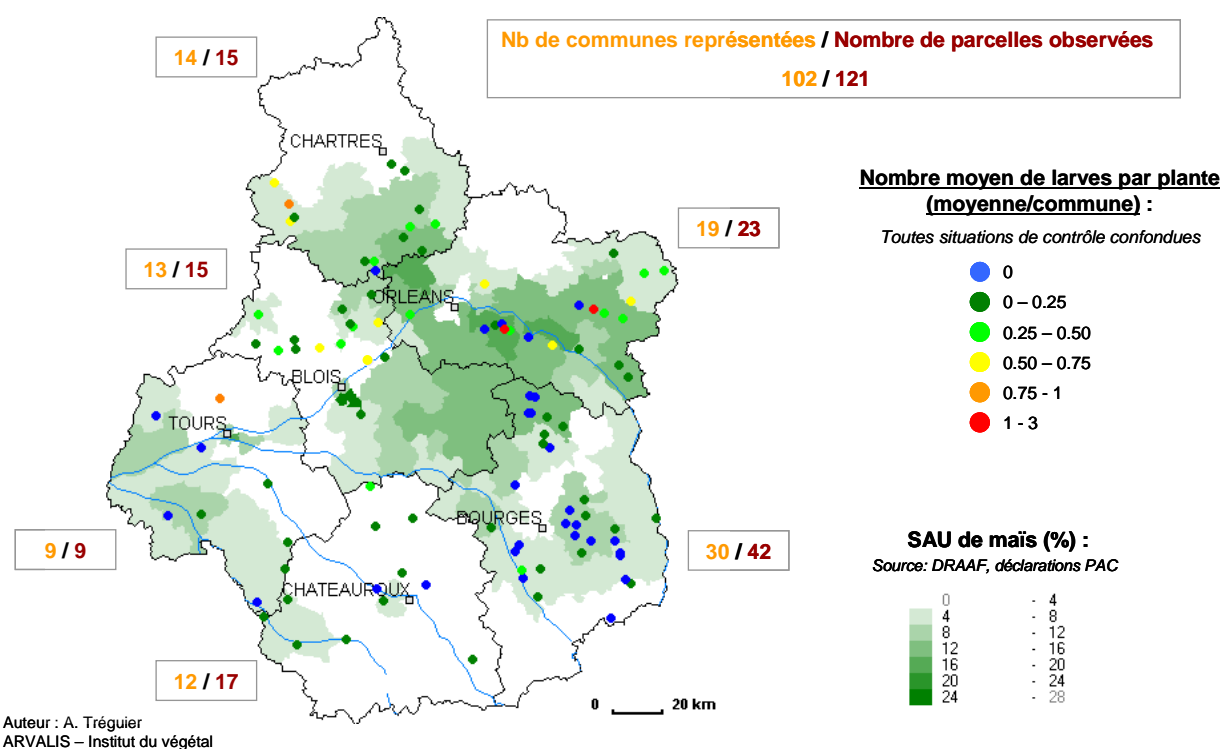 14 / 15
Nb de communes représentées / Nombre de parcelles observées
102 / 121
CHARTRES
Nombre moyen de larves par plante
(moyenne/commune) :
Toutes situations de contrôle confondues
0
0 – 0.25
0.25 – 0.50
0.50 – 0.75
0.75 - 1
1 - 3
19 / 23
13 / 15
ORLEANS
BLOIS
TOURS
BOURGES
9 / 9
30 / 42
CHATEAUROUX
SAU de maïs (%) :
Source: DRAAF, déclarations PAC
0 - 4
4 - 8
8 - 12
12 - 16
16 - 20
20 - 24
24 - 28
12 / 17
0 20 km
Auteur : A. Tréguier
ARVALIS – Institut du végétal